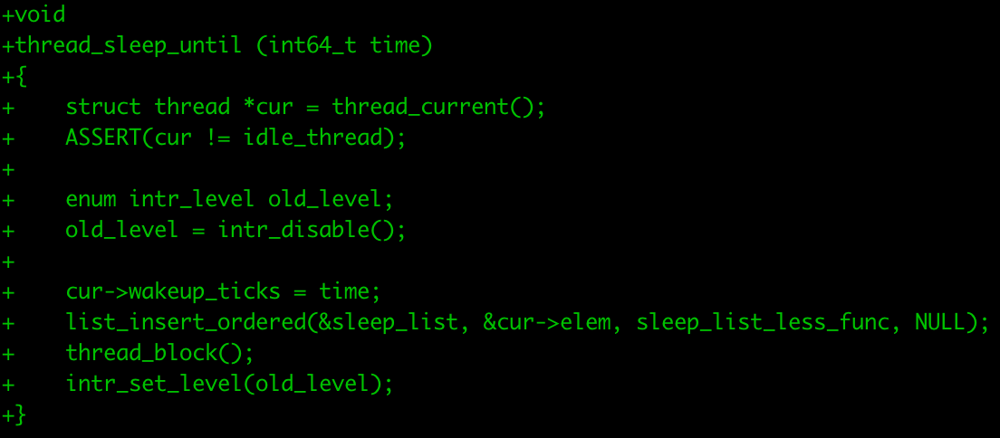 +void
+thread_sleep_until (int64_t time)
+{
+    struct thread *cur = thread_current();
+    ASSERT(cur != idle_thread);
+
+    enum intr_level old_level;
+    old_level = intr_disable();
+
+    cur->wakeup_ticks = time;
+    list_insert_ordered(&sleep_list, &cur->elem, sleep_list_less_func, NULL);
+    thread_block();
+    intr_set_level(old_level);
+}